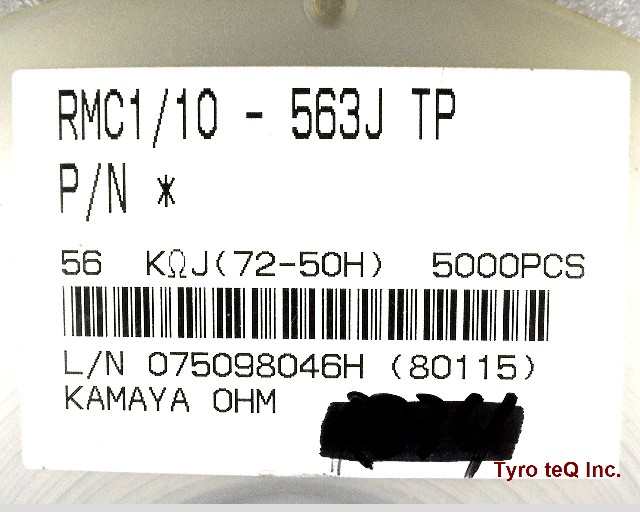 RMC1/10 - 563J TP
P/N *
56 KΩJ(72-50H) 5000PCS
L/N 075098046H (80115)
KAMAYA OHM
Tyro teQ Inc.